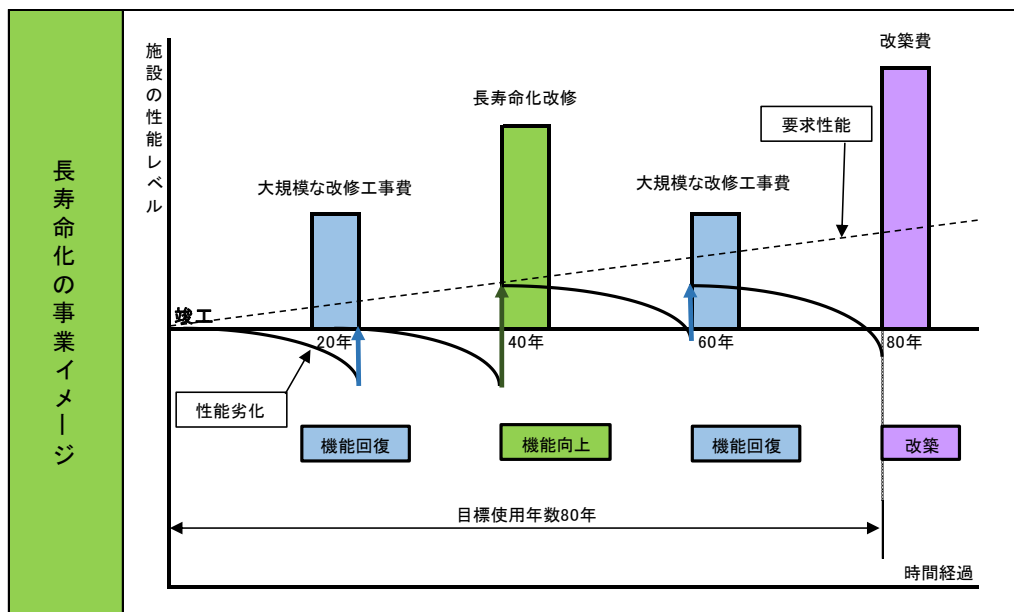 長寿命化の事業イメージ
施設の性能レベル
改築費
長寿命化改修
要求性能
大規模な改修工事費
大規模な改修工事費
竣工
20年
40年
60年
80年
性能劣化
機能回復
機能向上
機能回復
改築
目標使用年数80年
時間経過